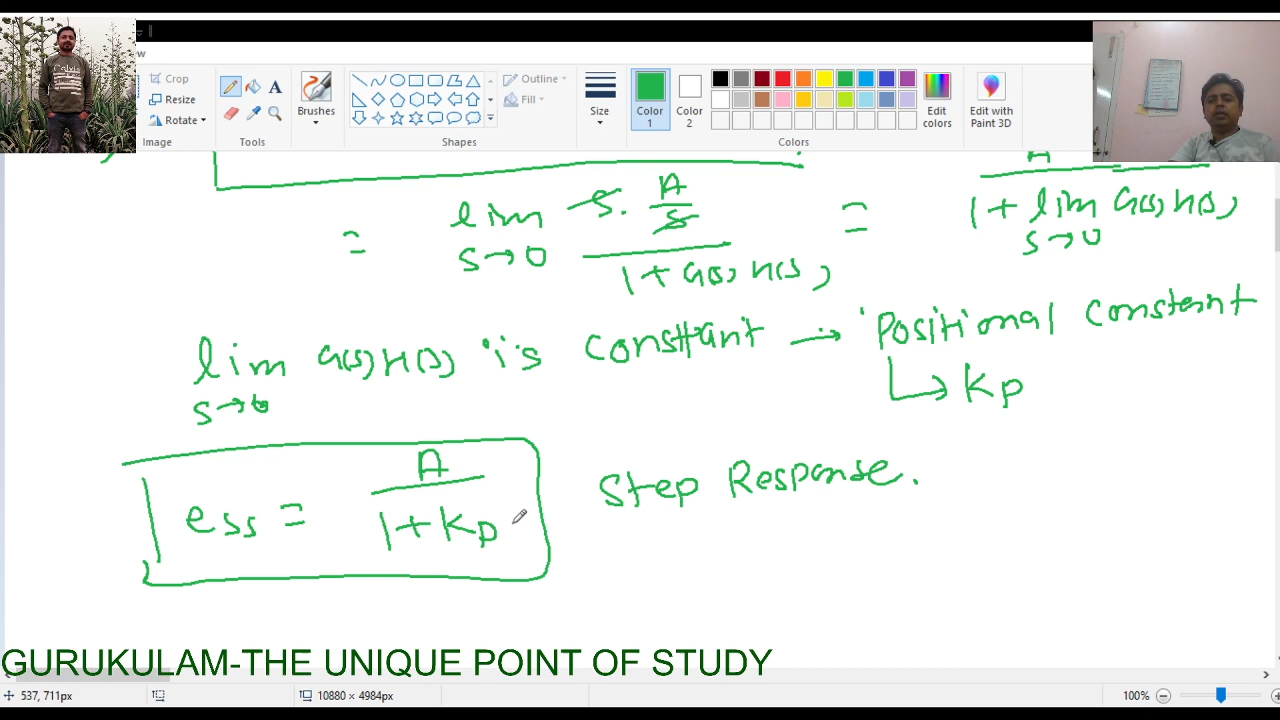 Crop
Resize
Rotate
Image
Tools
Brushes
Outline
Fill
Shapes
Size
Color 1
Color 2
Edit colors
Edit with Paint 3D
Colors
= lim s→0 s. A/s / 1 + G(s) H(s) = A / 1 + lim s→0 G(s) H(s)
lim s→0 G(s) H(s) is constant → Positional constant
↳ Kp
ess = A / 1 + Kp Step Response.
GURUKULAM-THE UNIQUE POINT OF STUDY
537, 711px
10880 × 4984px
100%